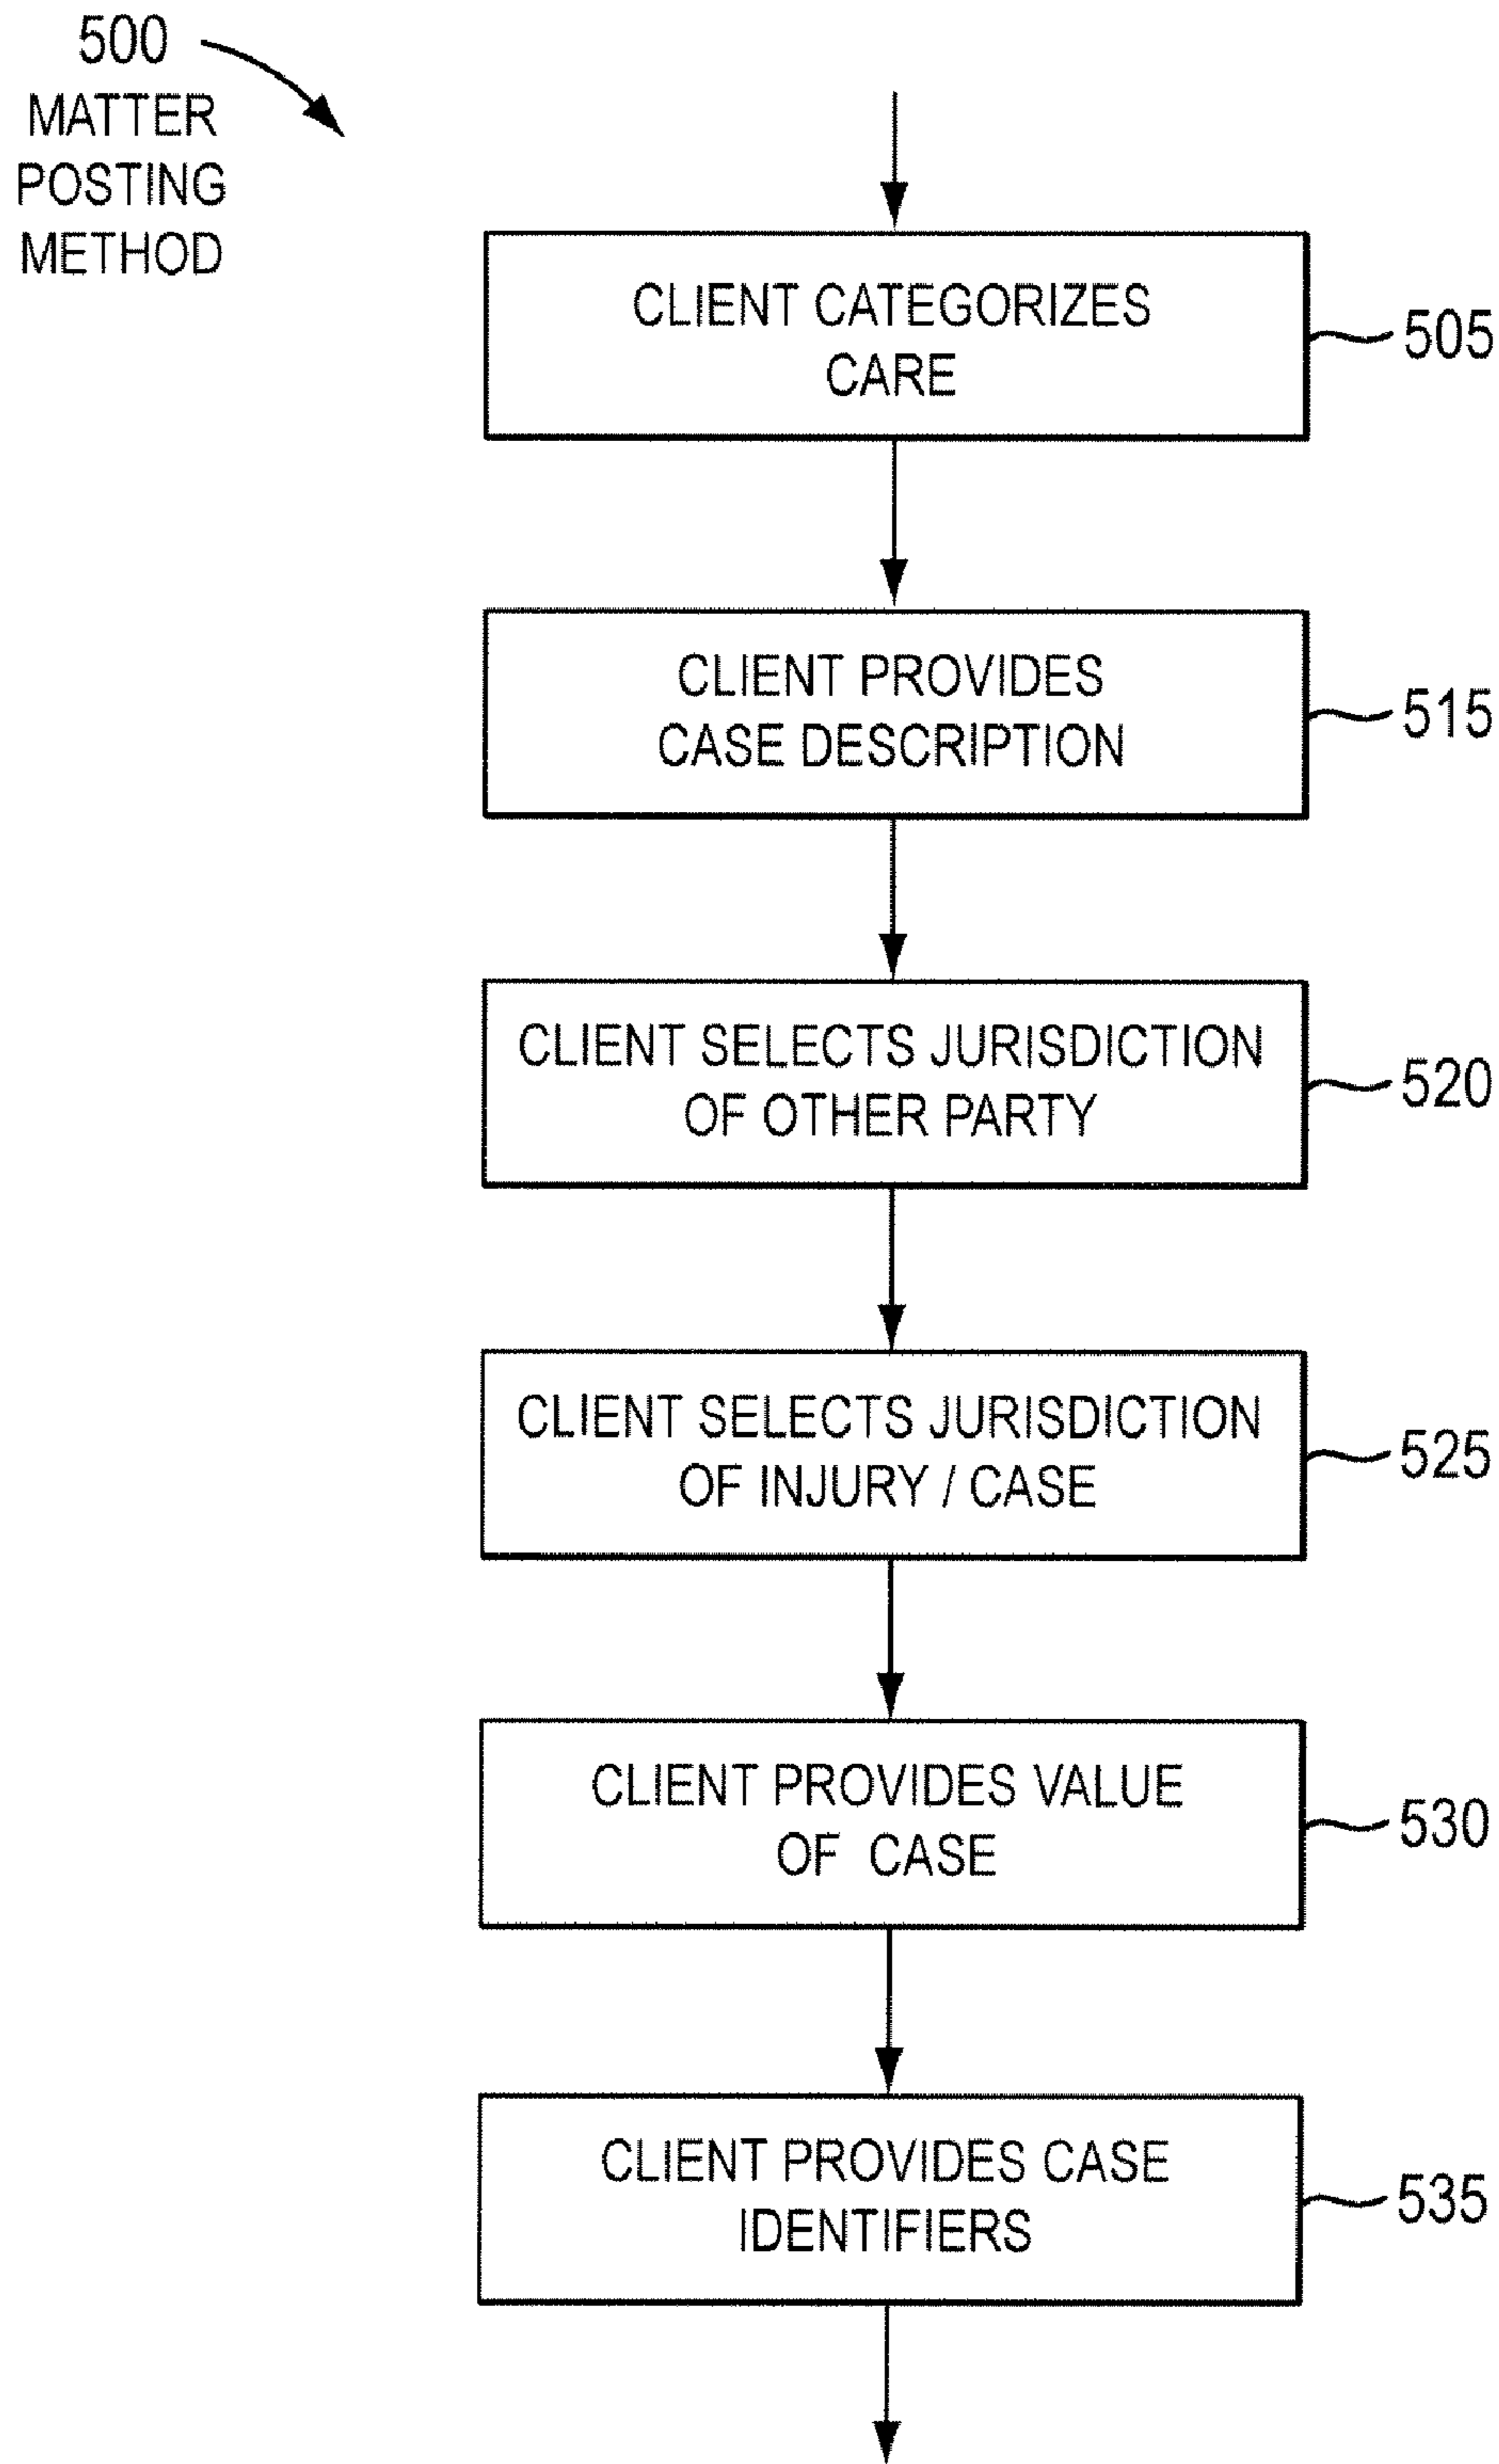 500
MATTER
POSTING
METHOD
CLIENT CATEGORIZES
CARE
505
CLIENT PROVIDES
CASE DESCRIPTION
515
CLIENT SELECTS JURISDICTION
OF OTHER PARTY
520
CLIENT SELECTS JURISDICTION
OF INJURY / CASE
525
CLIENT PROVIDES VALUE
OF CASE
530
CLIENT PROVIDES CASE
IDENTIFIERS
535